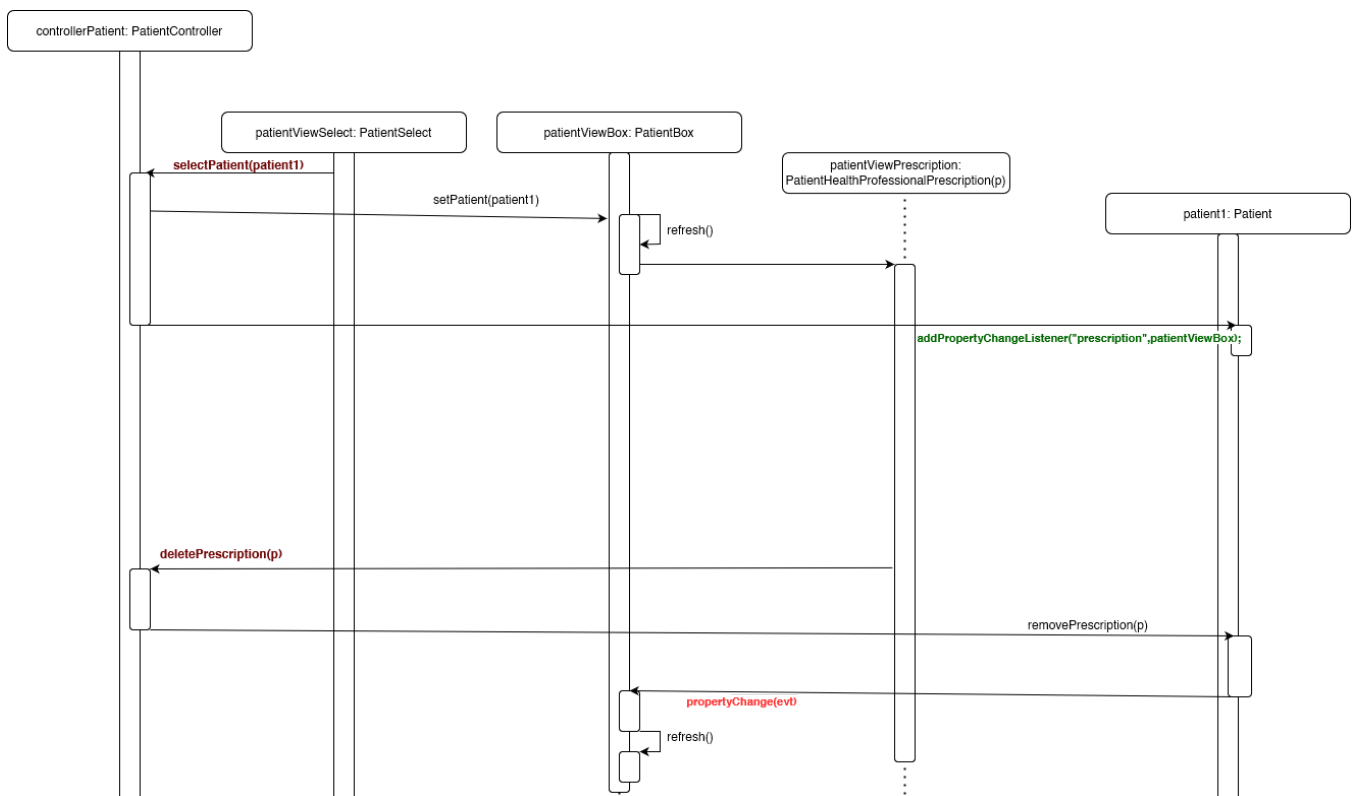 controllerPatient: PatientController
patientViewSelect: PatientSelect
patientViewBox: PatientBox
patientViewPrescription:
PatientHealthProfessionalPrescription(p)
selectPatient(patient1)
setPatient(patient1)
patient1: Patient
refresh()
addPropertyChangeListener("prescription",patientViewBox);
deletePrescription(p)
removePrescription(p)
propertyChange(evt)
refresh()